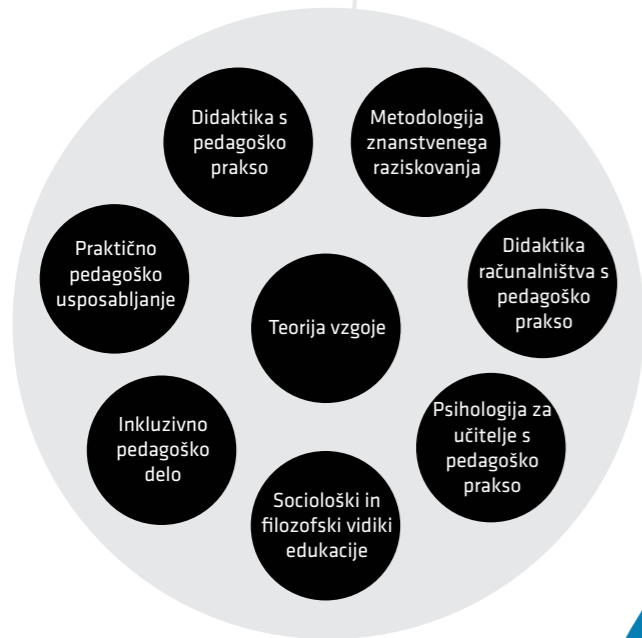 Didaktika s
pedagoško
prakso
Metodologija
znanstvenega
raziskovanja
Praktično
pedagoško
usposabljanje
Didaktika
računalništva s
pedagoško
prakso
Teorija vzgoje
Inkluzivno
pedagoško
delo
Psihologija za
učitelje s
pedagoško
prakso
Sociološki in
filozofski vidiki
edukacije